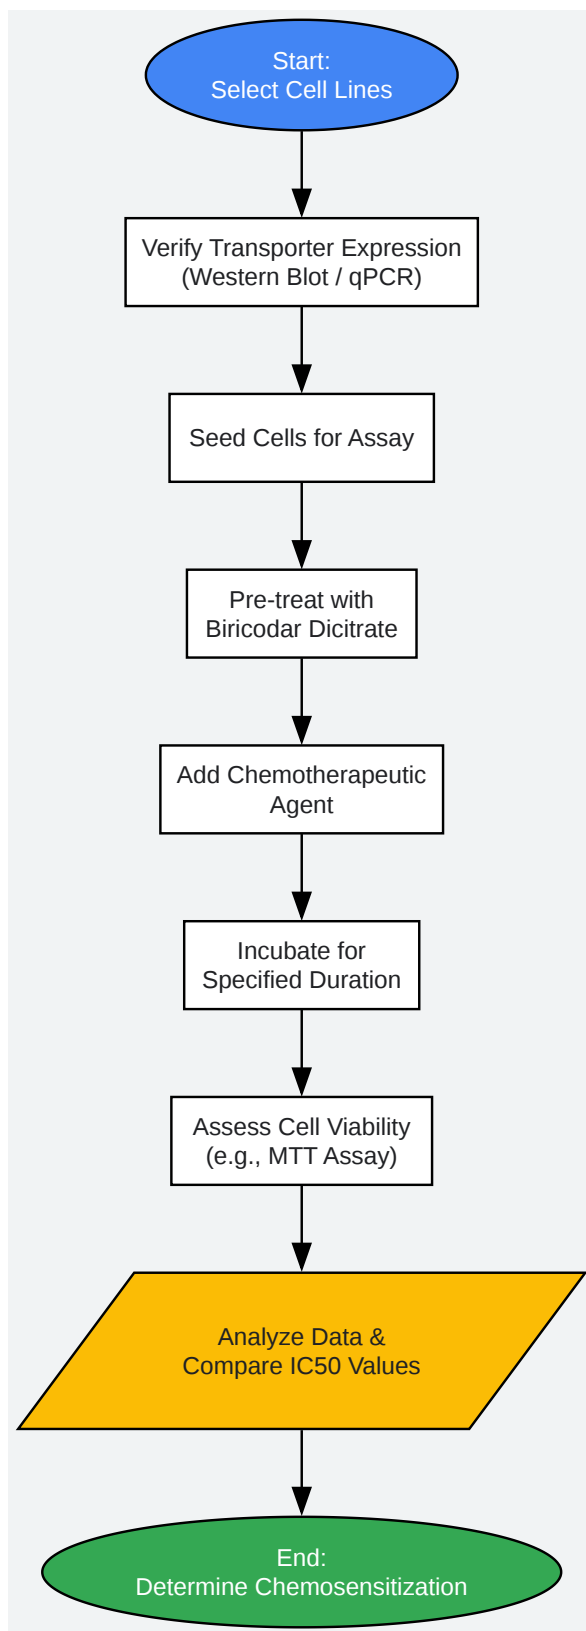 Start:
Select Cell Lines
Verify Transporter Expression
(Western Blot / qPCR)
Seed Cells for Assay
Pre-treat with
Biricodar Dicitrate
Add Chemotherapeutic
Agent
Incubate for
Specified Duration
Assess Cell Viability
(e.g., MTT Assay)
Analyze Data &
Compare IC50 Values
End:
Determine Chemosensitization